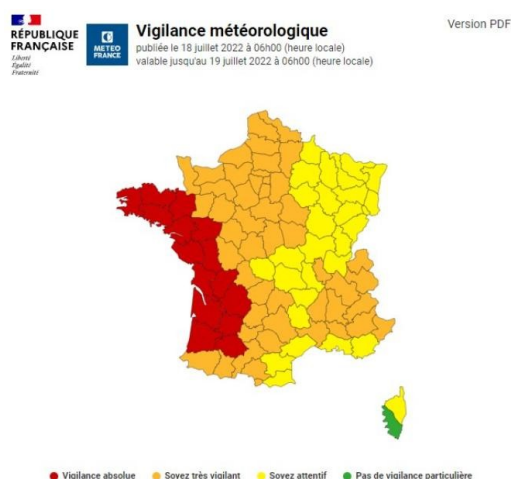 RÉPUBLIQUE
FRANÇAISE
Liberté
Égalité
Fraternité
METEO
FRANCE
Vigilance météorologique
publiée le 18 juillet 2022 à 06h00 (heure locale)
valable jusqu'au 19 juillet 2022 à 06h00 (heure locale)
Version PDF
Vigilance absolue
Soyez très vigilant
Soyez attentif
Pas de vigilance particulière